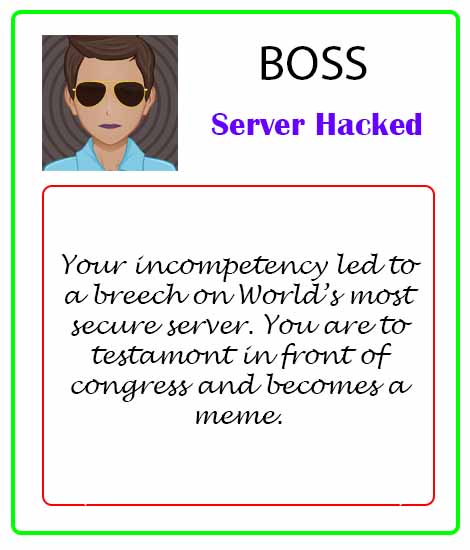 BOSS
Server Hacked
Your incompetency led to
a breech on World's most
secure server. You are to
testamont in front of
congress and becomes a
meme.